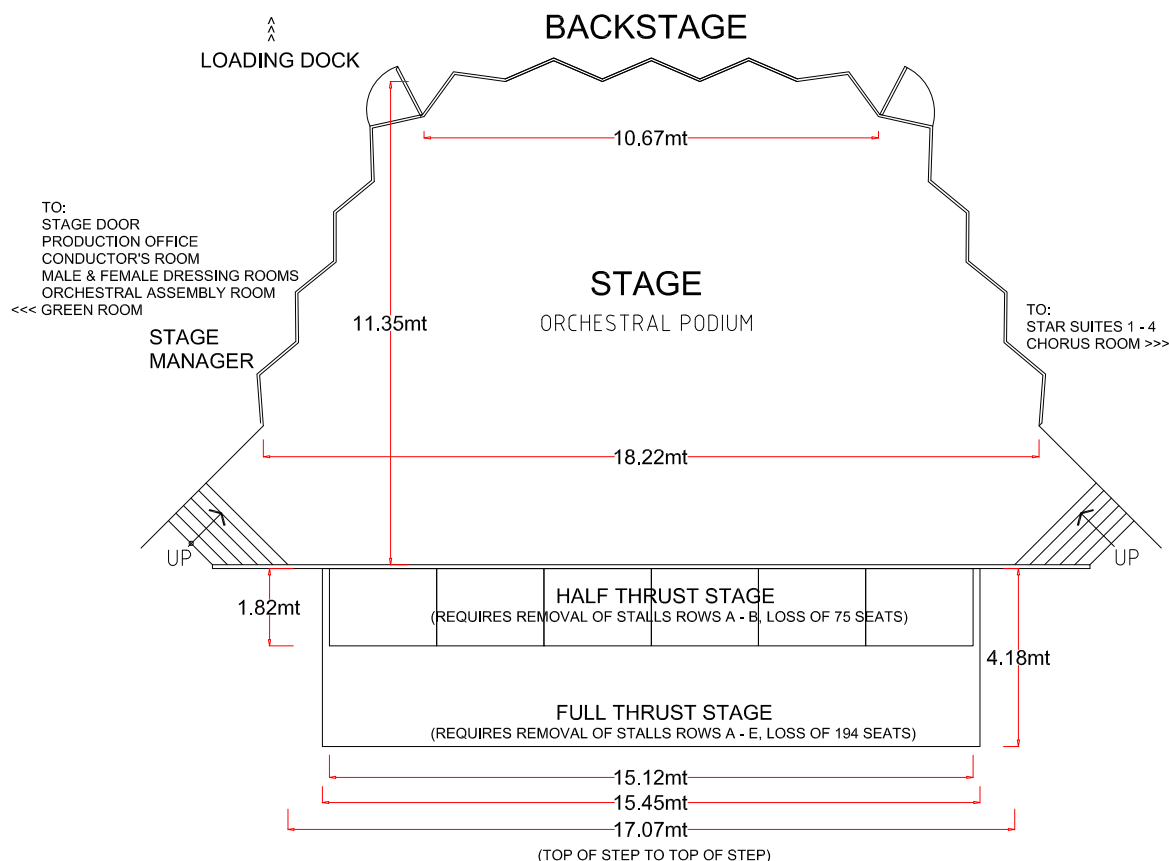 ^
^
^
LOADING DOCK
BACKSTAGE
10.67mt
TO:
STAGE DOOR
PRODUCTION OFFICE
CONDUCTOR'S ROOM
MALE & FEMALE DRESSING ROOMS
ORCHESTRAL ASSEMBLY ROOM
<<< GREEN ROOM
STAGE
MANAGER
11.35mt
STAGE
ORCHESTRAL PODIUM
TO:
STAR SUITES 1 - 4
CHORUS ROOM >>>
18.22mt
UP
UP
1.82mt
HALF THRUST STAGE
(REQUIRES REMOVAL OF STALLS ROWS A - B, LOSS OF 75 SEATS)
4.18mt
FULL THRUST STAGE
(REQUIRES REMOVAL OF STALLS ROWS A - E, LOSS OF 194 SEATS)
15.12mt
15.45mt
17.07mt
(TOP OF STEP TO TOP OF STEP)